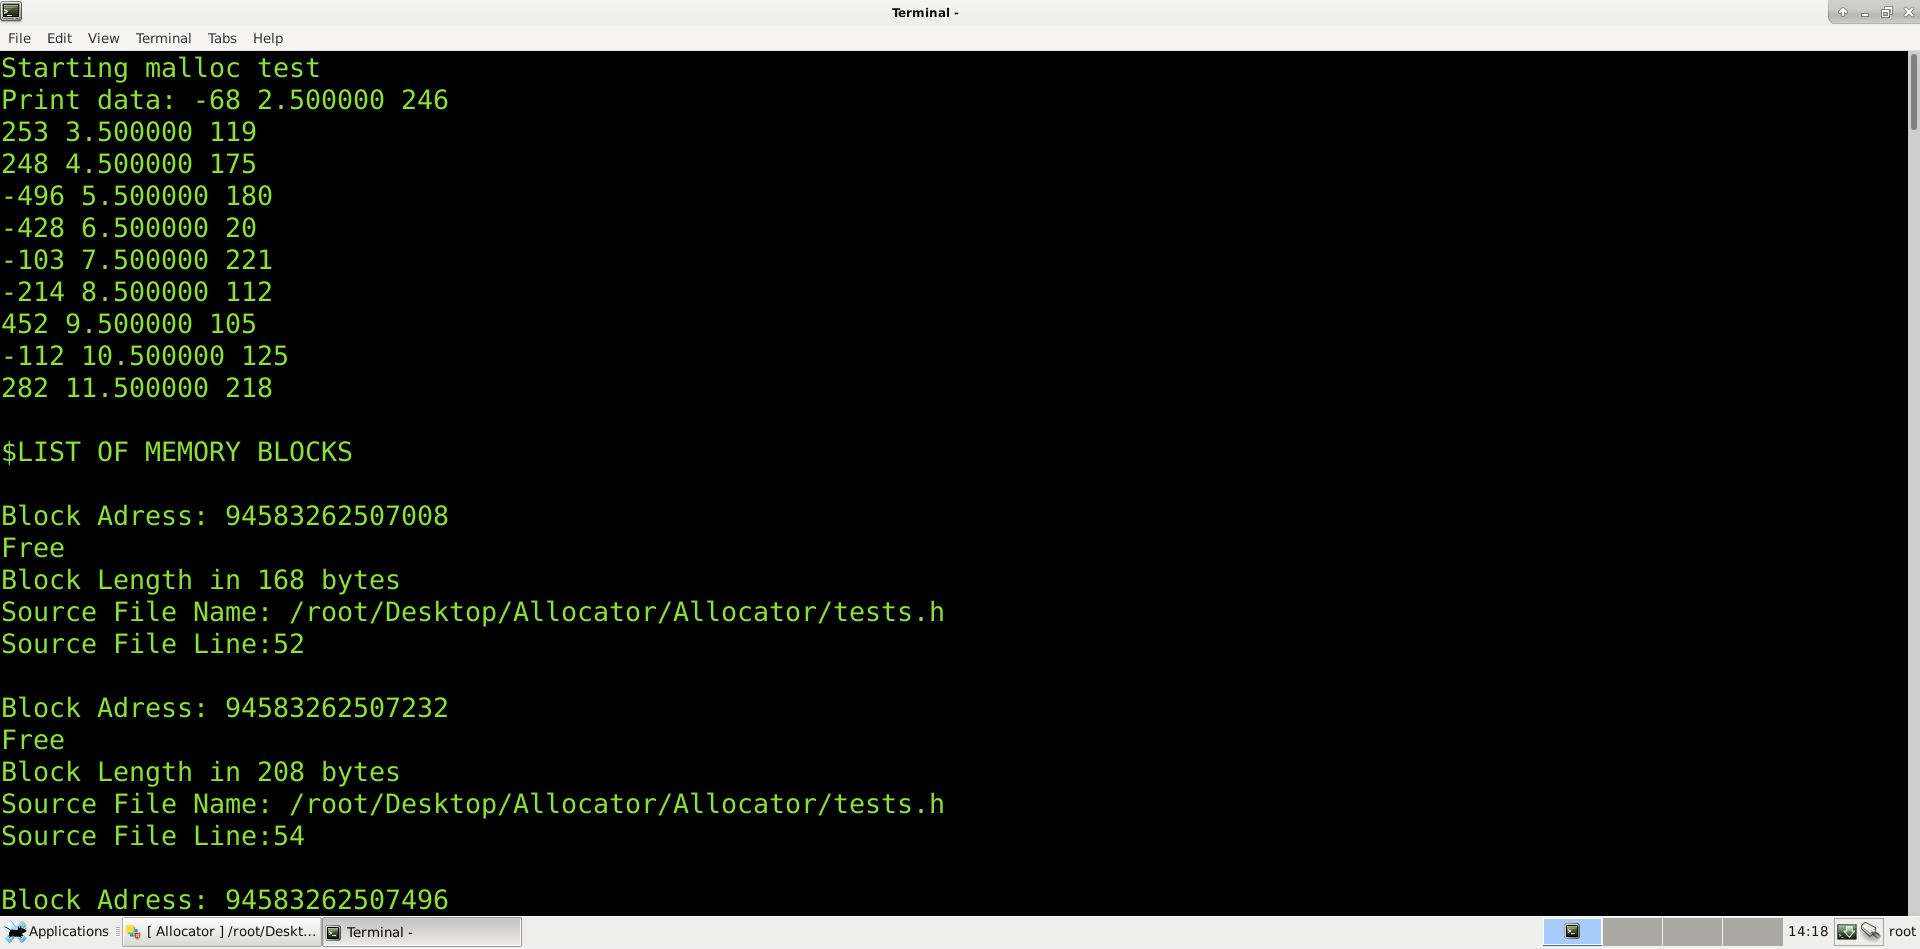 Terminal -
File Edit View Terminal Tabs Help
Starting malloc test
Print data: -68 2.500000 246
253 3.500000 119
248 4.500000 175
-496 5.500000 180
-428 6.500000 20
-103 7.500000 221
-214 8.500000 112
452 9.500000 105
-112 10.500000 125
282 11.500000 218
$LIST OF MEMORY BLOCKS
Block Adress: 94583262507008
Free
Block Length in 168 bytes
Source File Name: /root/Desktop/Allocator/Allocator/tests.h
Source File Line:52
Block Adress: 94583262507232
Free
Block Length in 208 bytes
Source File Name: /root/Desktop/Allocator/Allocator/tests.h
Source File Line:54
Block Adress: 94583262507496
Applications [ Allocator ] /root/Deskt... Terminal - 14:18 root